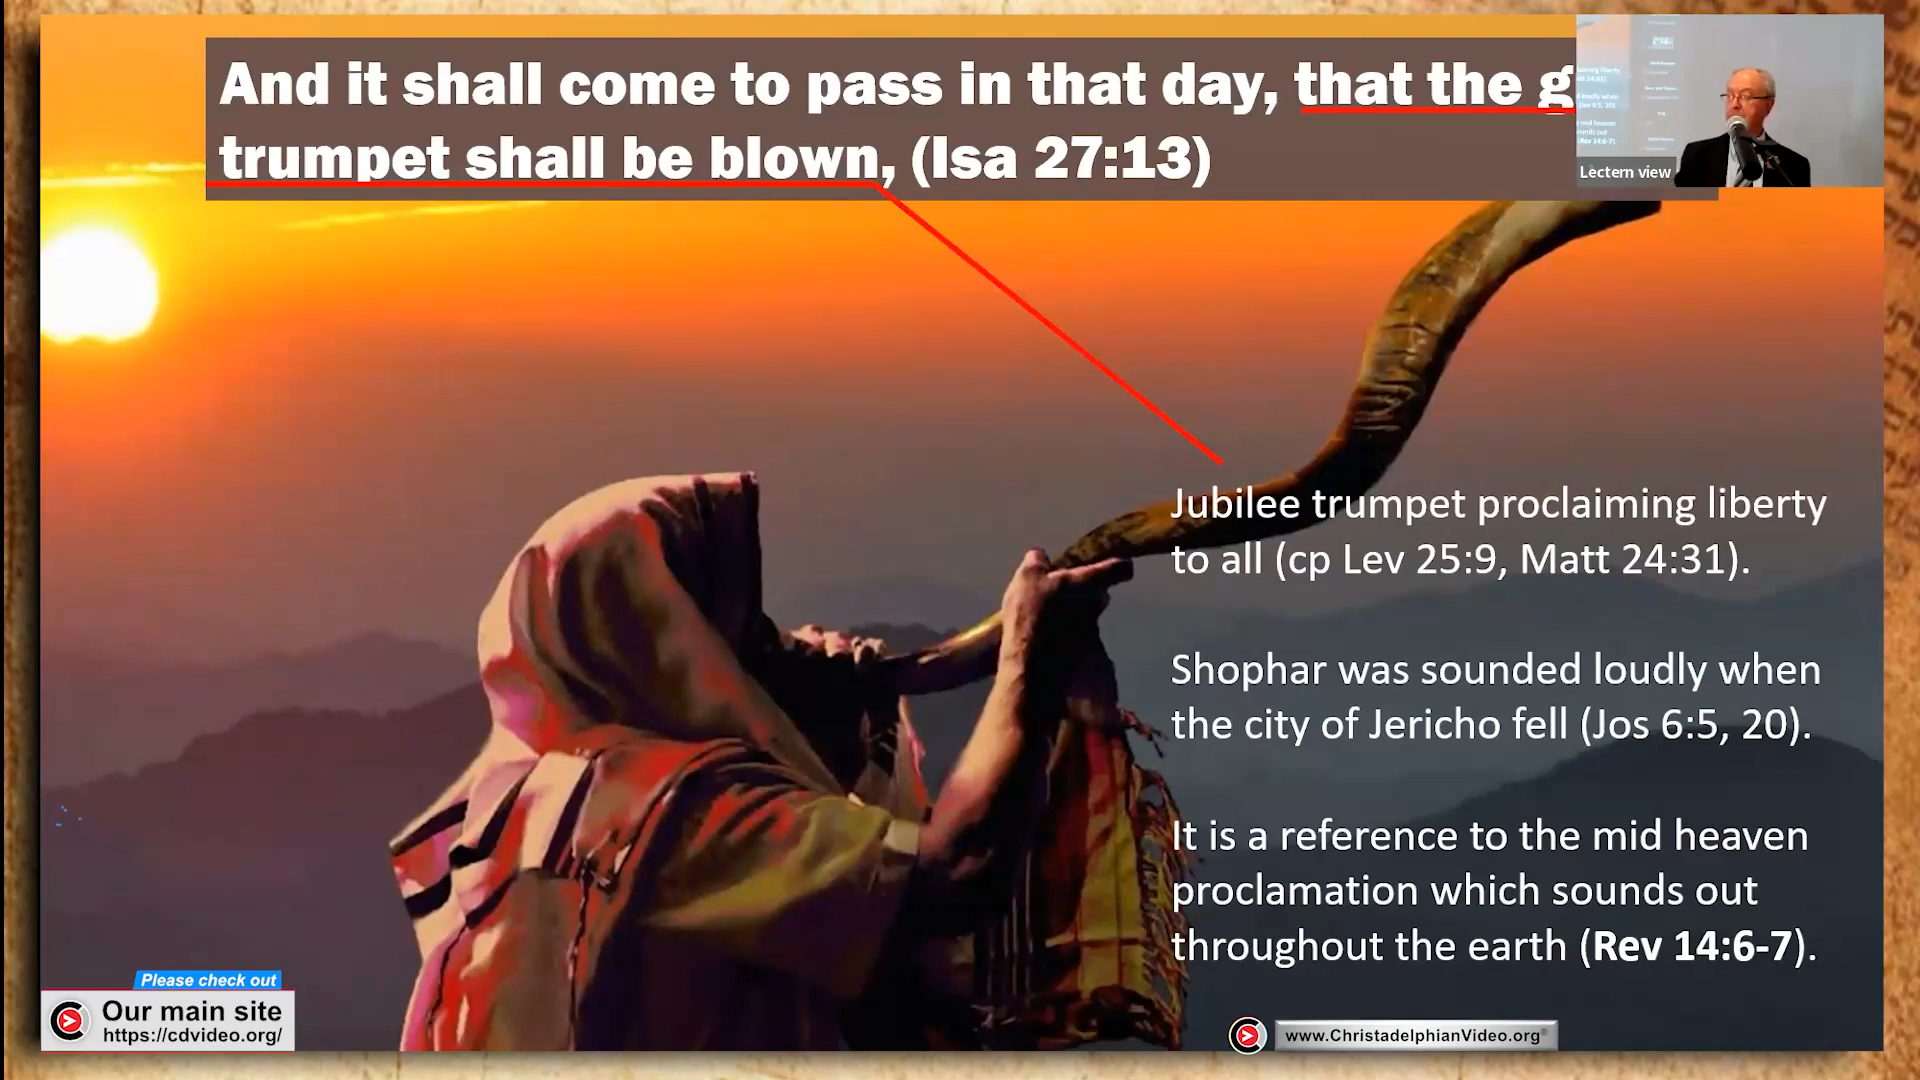 And it shall come to pass in that day, that the g
trumpet shall be blown, (Isa 27:13)
Lectern view
Jubilee trumpet proclaiming liberty
to all (cp Lev 25:9, Matt 24:31).
Shophar was sounded loudly when
the city of Jericho fell (Jos 6:5, 20).
It is a reference to the mid heaven
proclamation which sounds out
throughout the earth (Rev 14:6-7).
Please check out
Our main site
https://cdvideo.org/
www.ChristadelphianVideo.org®